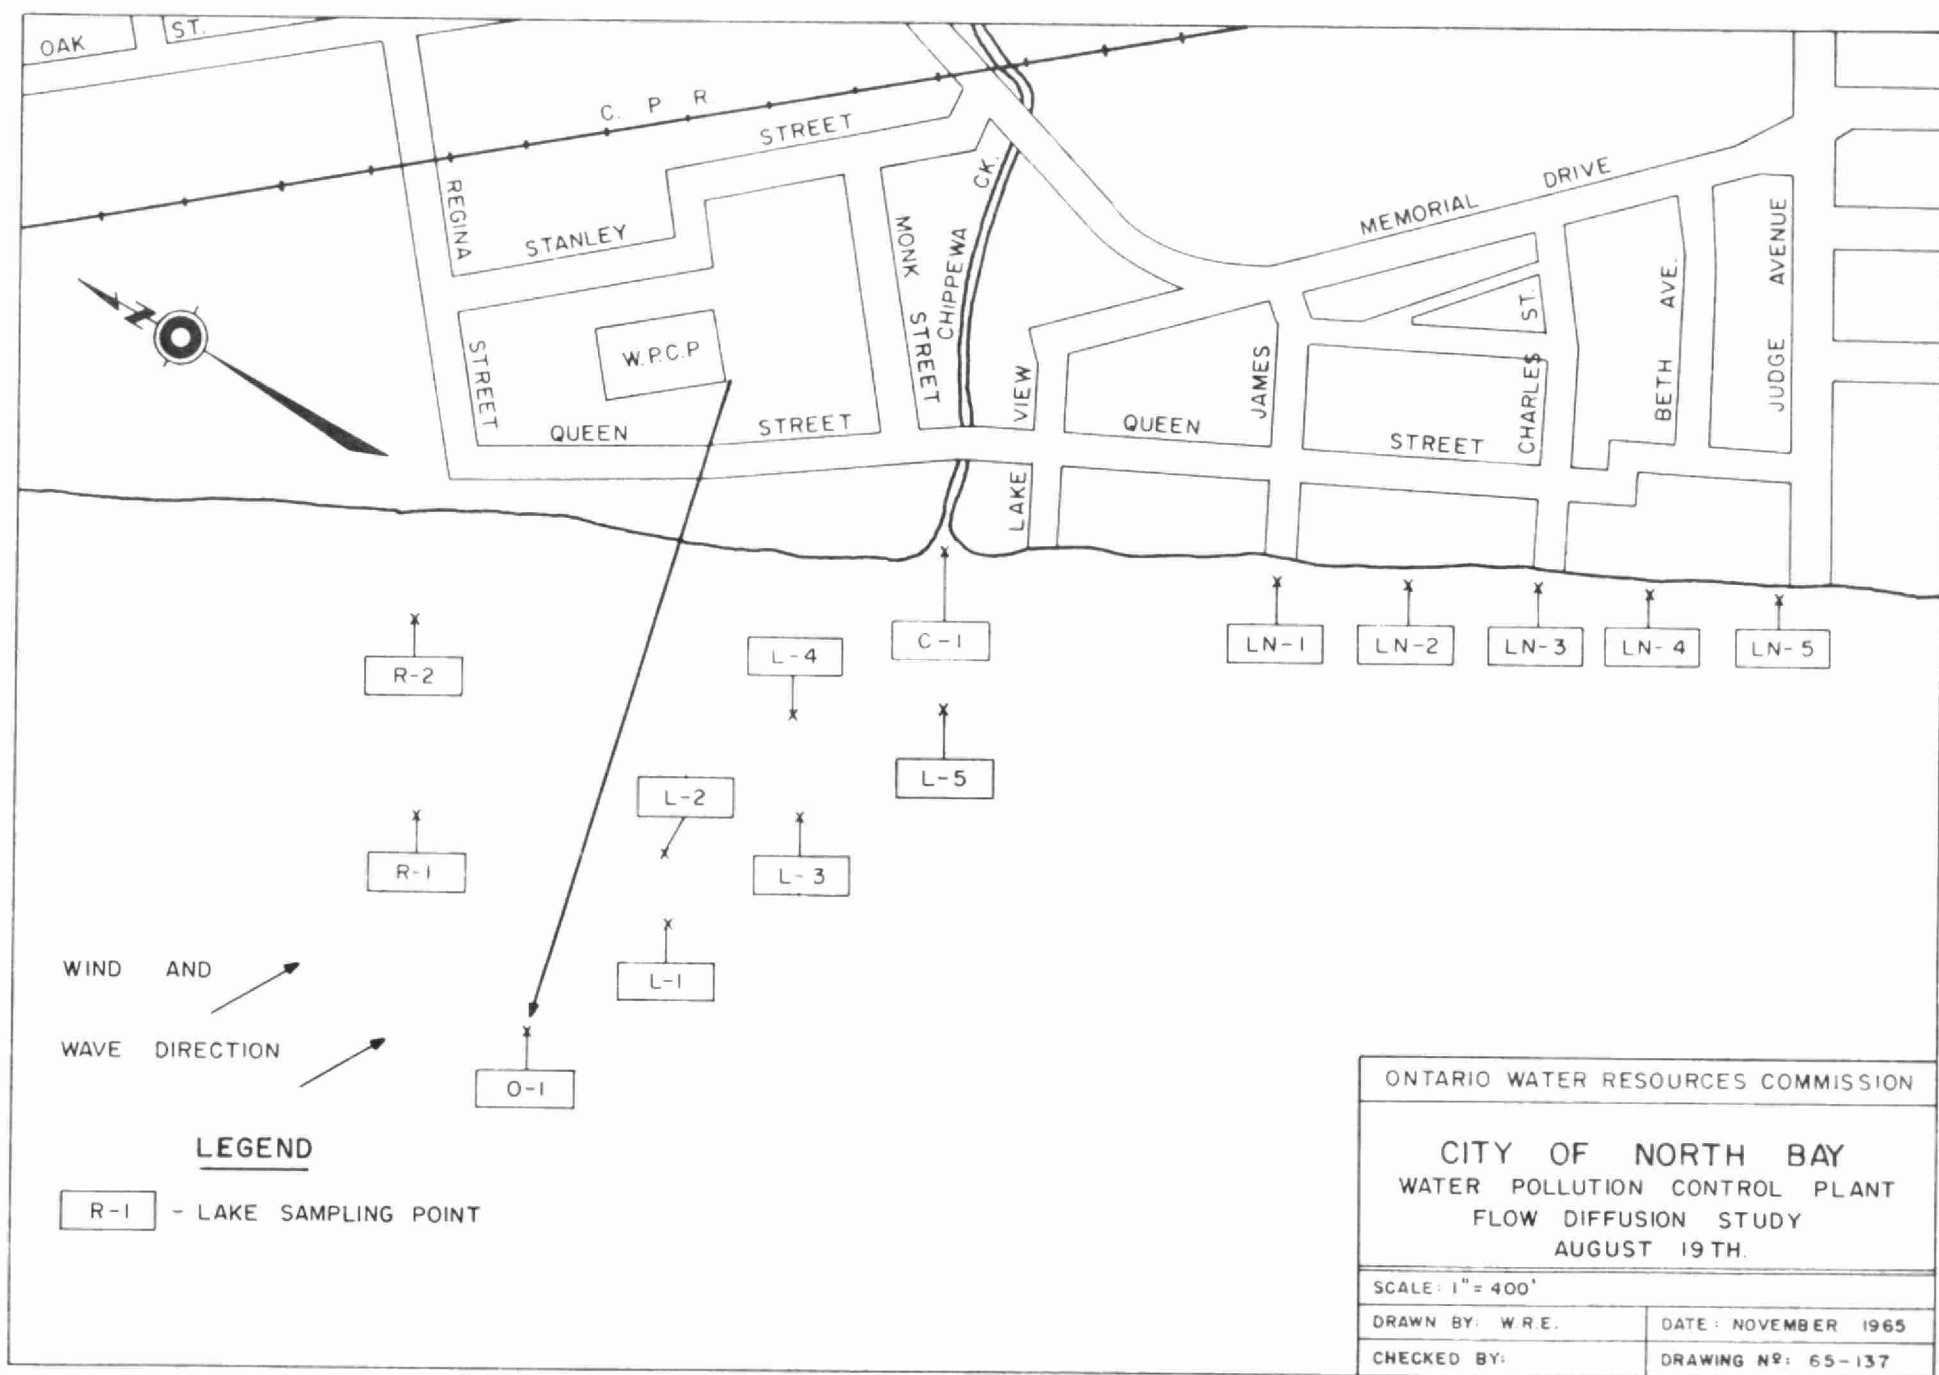 OAK ST.
C. P R
STREET
STANLEY
REGINA
STREET
W.P.C.P
QUEEN STREET
MONK STREET
CHIPPEWA CK.
LAKE VIEW
MEMORIAL DRIVE
QUEEN STREET
JAMES
CHARLES ST.
BETH AVE.
JUDGE AVENUE
N
R-2
L-4
C-1
LN-1
LN-2
LN-3
LN-4
LN-5
L-5
L-2
R-1
L-3
L-1
O-1
WIND AND
WAVE DIRECTION
LEGEND
R-1 - LAKE SAMPLING POINT
ONTARIO WATER RESOURCES COMMISSION
CITY OF NORTH BAY
WATER POLLUTION CONTROL PLANT
FLOW DIFFUSION STUDY
AUGUST 19TH.
SCALE: 1" = 400'
DRAWN BY: W.R.E.
DATE: NOVEMBER 1965
CHECKED BY:
DRAWING Nº: 65-137